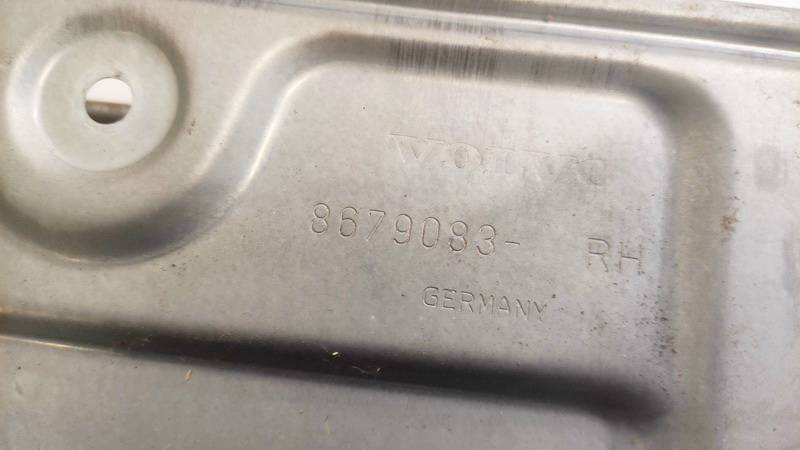 VOLVO
8679083- RH
GERMANY